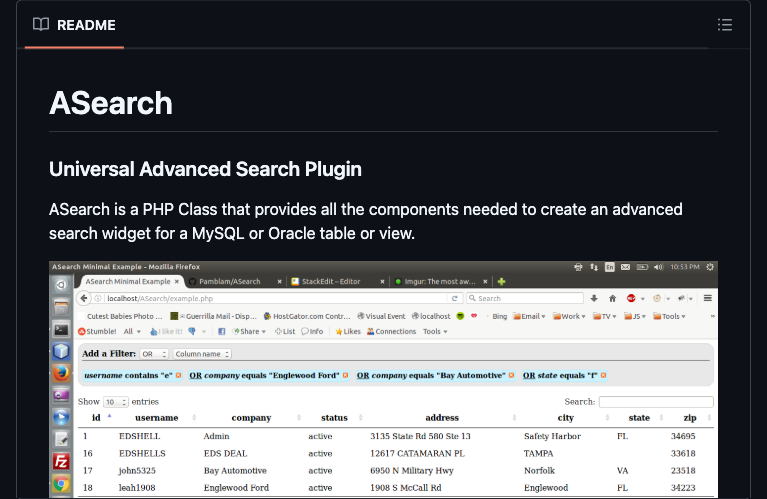 README
ASearch
Universal Advanced Search Plugin
ASearch is a PHP Class that provides all the components needed to create an advanced
search widget for a MySQL or Oracle table or view.
ASearch Minimal Example - Mozilla Firefox En 10:53 PM
ASearch Minimal Example × Pamblam/ASearch × StackEdit – Editor × Imgur: The most aw... ×
localhost/ASearch/example.php Search
Cutest Babies Photo ... Guerrilla Mail - Disp... HostGator.com Contr... Visual Event localhost Bing Email Work TV JS Tools
Stumble! All I like it! Share List Info Likes Connections Tools
Add a Filter: OR Column name
username contains "e" OR company equals "Englewood Ford" OR company equals "Bay Automotive" OR state equals "f"
Show 10 entries Search:
id username company status address city state zip
1 EDSHELL Admin active 3135 State Rd 580 Ste 13 Safety Harbor FL 34695
16 EDSHELLS EDS DEAL active 12617 CATAMARAN PL TAMPA 33618
17 john5325 Bay Automotive active 6950 N Military Hwy Norfolk VA 23518
18 leah1908 Englewood Ford active 1908 S McCall Rd Englewood FL 34223